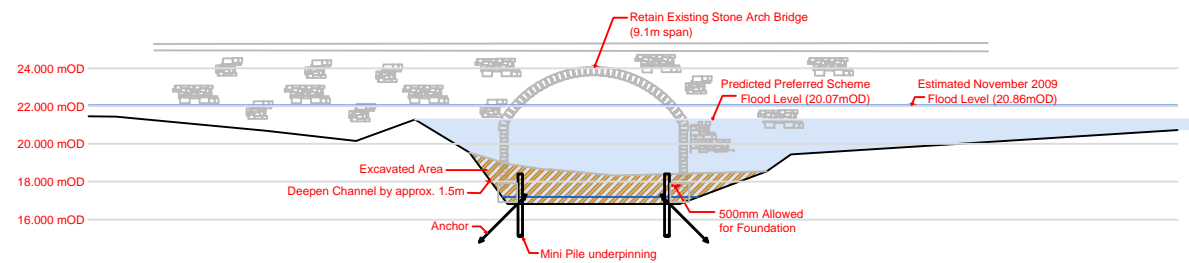 Retain Existing Stone Arch Bridge
(9.1m span)
24.000 mOD
Predicted Preferred Scheme
Flood Level (20.07mOD)
Estimated November 2009
Flood Level (20.86mOD)
22.000 mOD
20.000 mOD
Excavated Area
18.000 mOD
Deepen Channel by approx. 1.5m
16.000 mOD
Anchor
500mm Allowed
for Foundation
Mini Pile underpinning